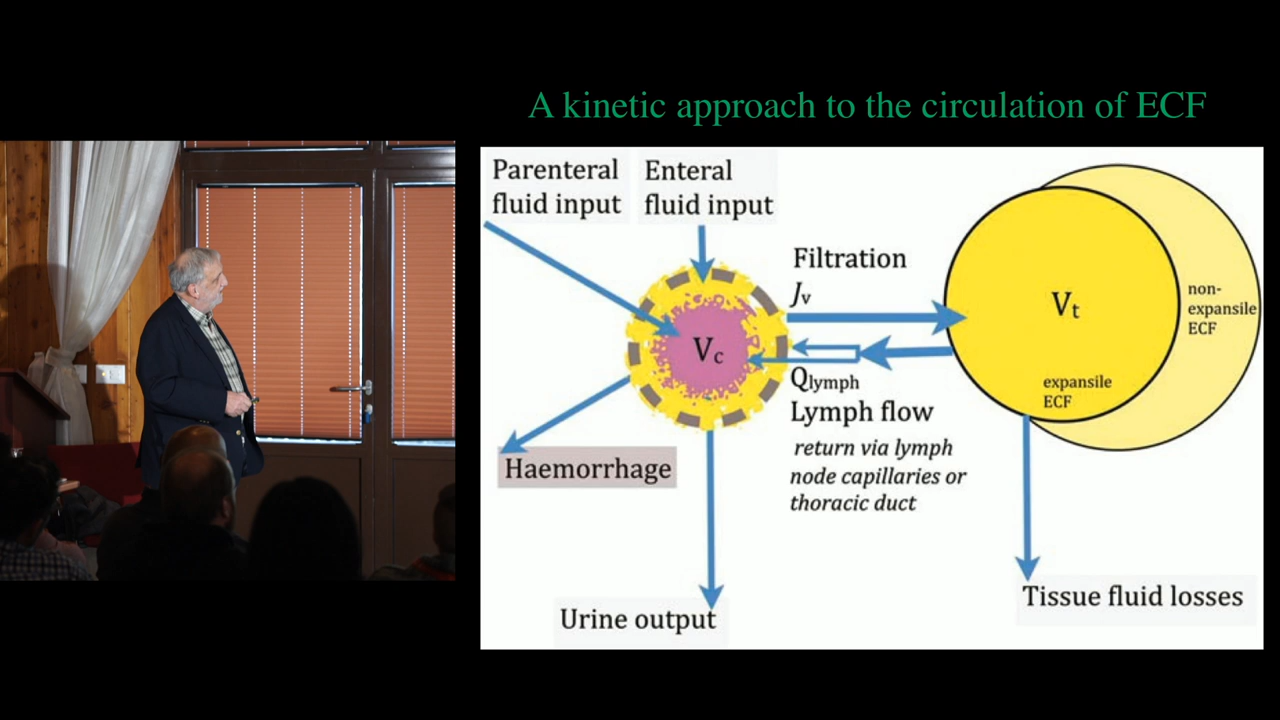 A kinetic approach to the circulation of ECF
Parenteral
fluid input
Enteral
fluid input
Filtration
Jv
Vc
Vt
non-
expansile
ECF
expansile
ECF
Qlymph
Lymph flow
return via lymph
node capillaries or
thoracic duct
Haemorrhage
Urine output
Tissue fluid losses